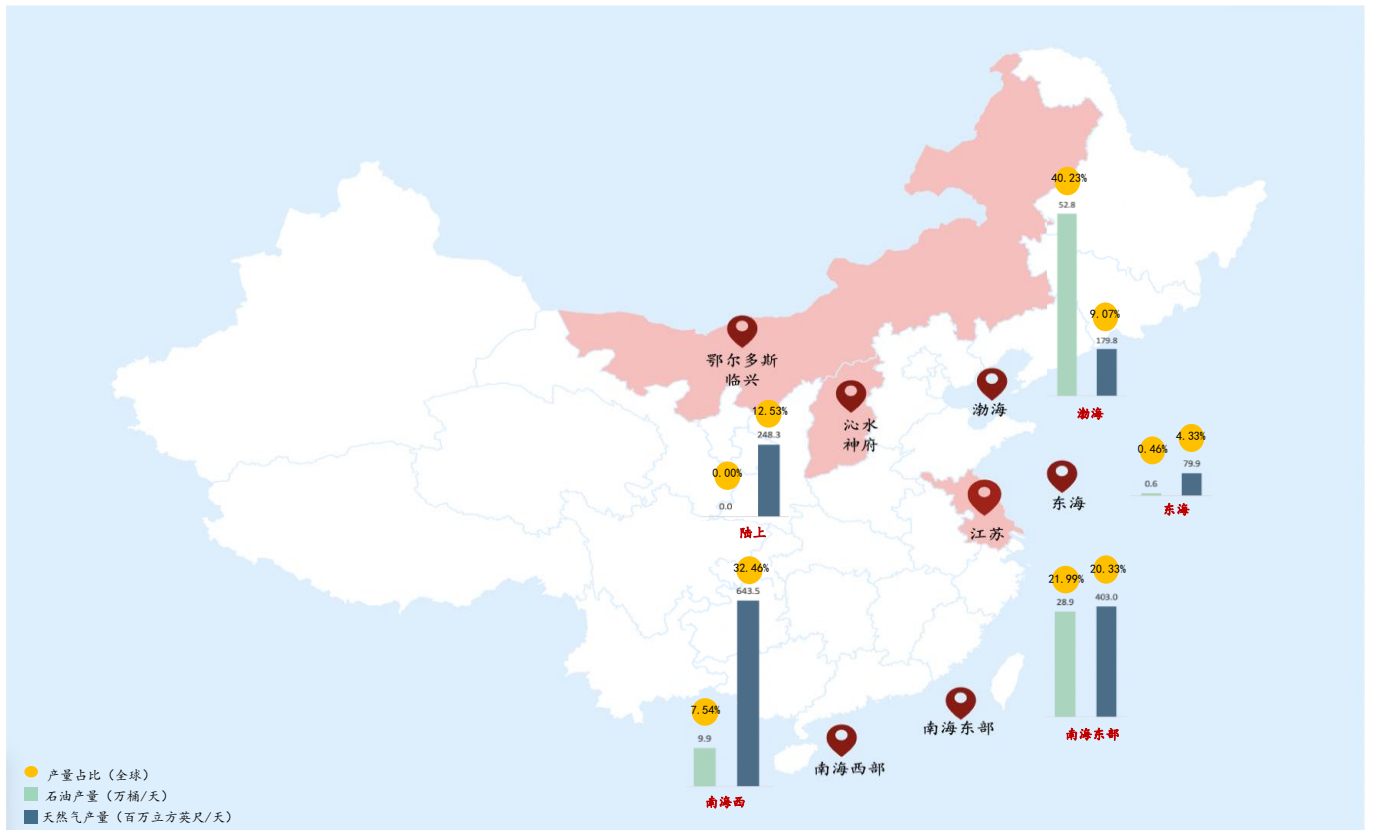 40.23%
52.8
9.07%
179.8
渤海
鄂尔多斯
临兴
沁水
神府
渤海
12.53%
248.3
0.00%
0.0
陆上
4.33%
0.46%
79.9
0.6
东海
东海
江苏
32.46%
643.5
7.54%
9.9
南海西
20.33%
21.99%
403.0
28.9
南海东部
南海东部
南海西部
产量占比（全球）
石油产量（万桶/天）
天然气产量（百万立方英尺/天）